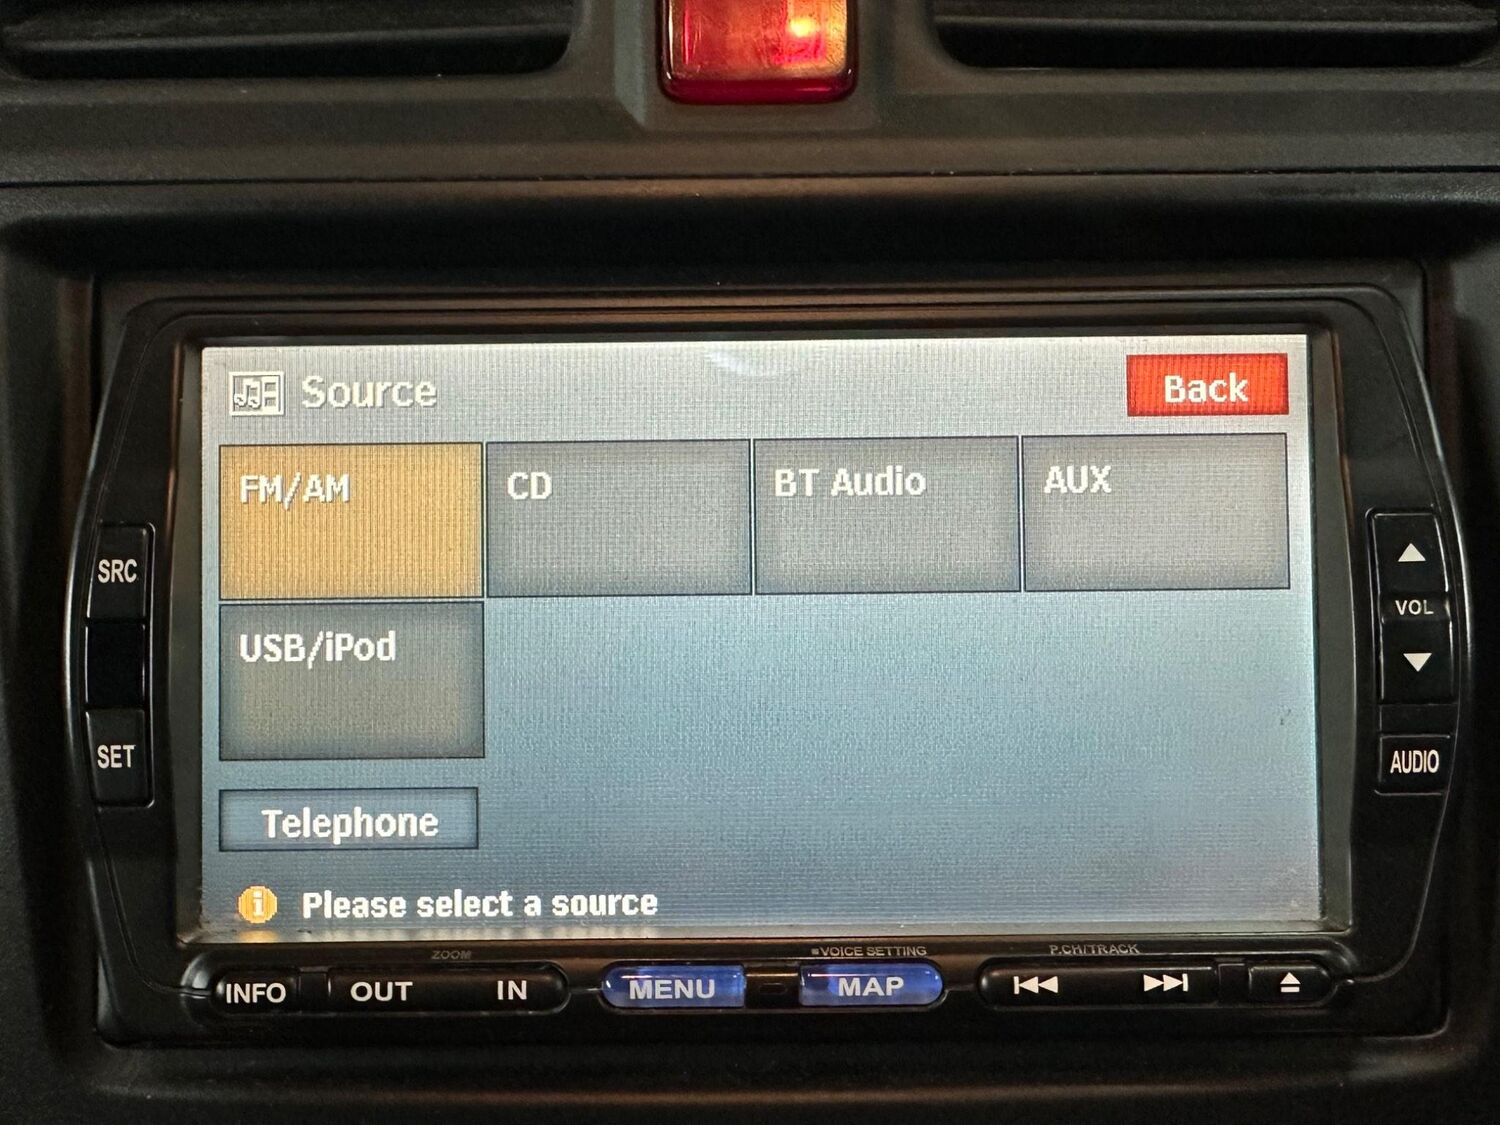 Source
Back
FM/AM
CD
BT Audio
AUX
USB/iPod
Telephone
Please select a source
SRC
SET
VOL
AUDIO
ZOOM
■VOICE SETTING
P.CH/TRACK
INFO
OUT
IN
MENU
MAP